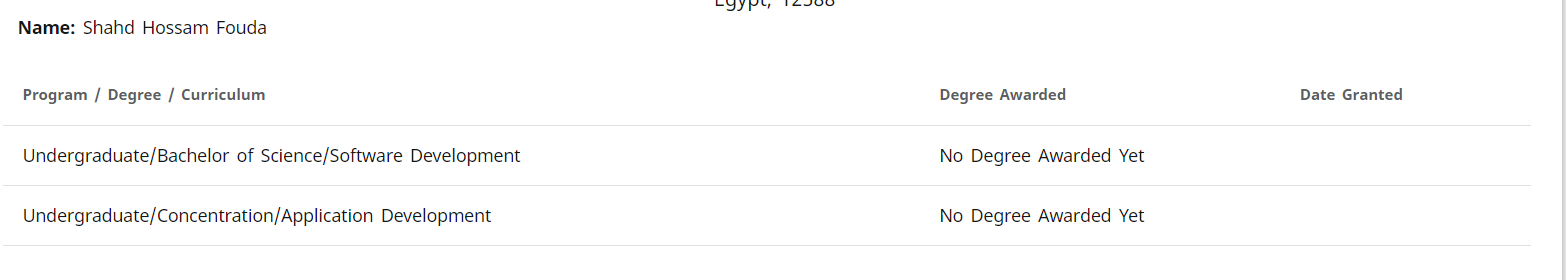 Egypt, 12588
Name: Shahd Hossam Fouda
Program / Degree / Curriculum Degree Awarded Date Granted
Undergraduate/Bachelor of Science/Software Development No Degree Awarded Yet
Undergraduate/Concentration/Application Development No Degree Awarded Yet